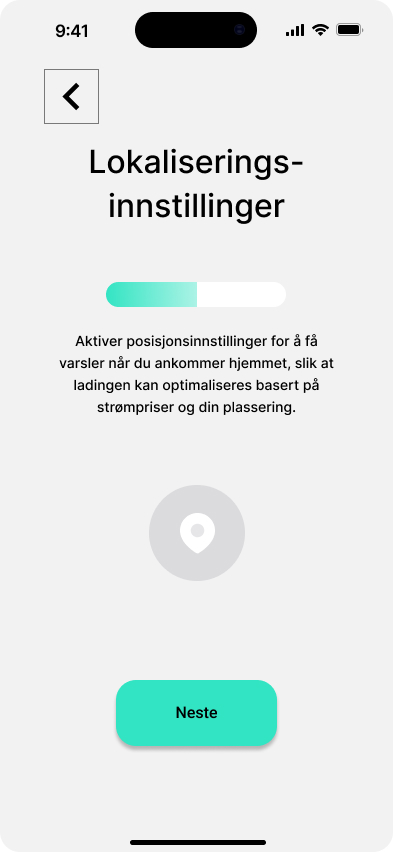 9:41
Lokaliserings-
innstillinger
Aktiver posisjonsinnstillinger for å få
varsler når du ankommer hjemmet, slik at
ladingen kan optimaliseres basert på
strømpriser og din plassering.
Neste